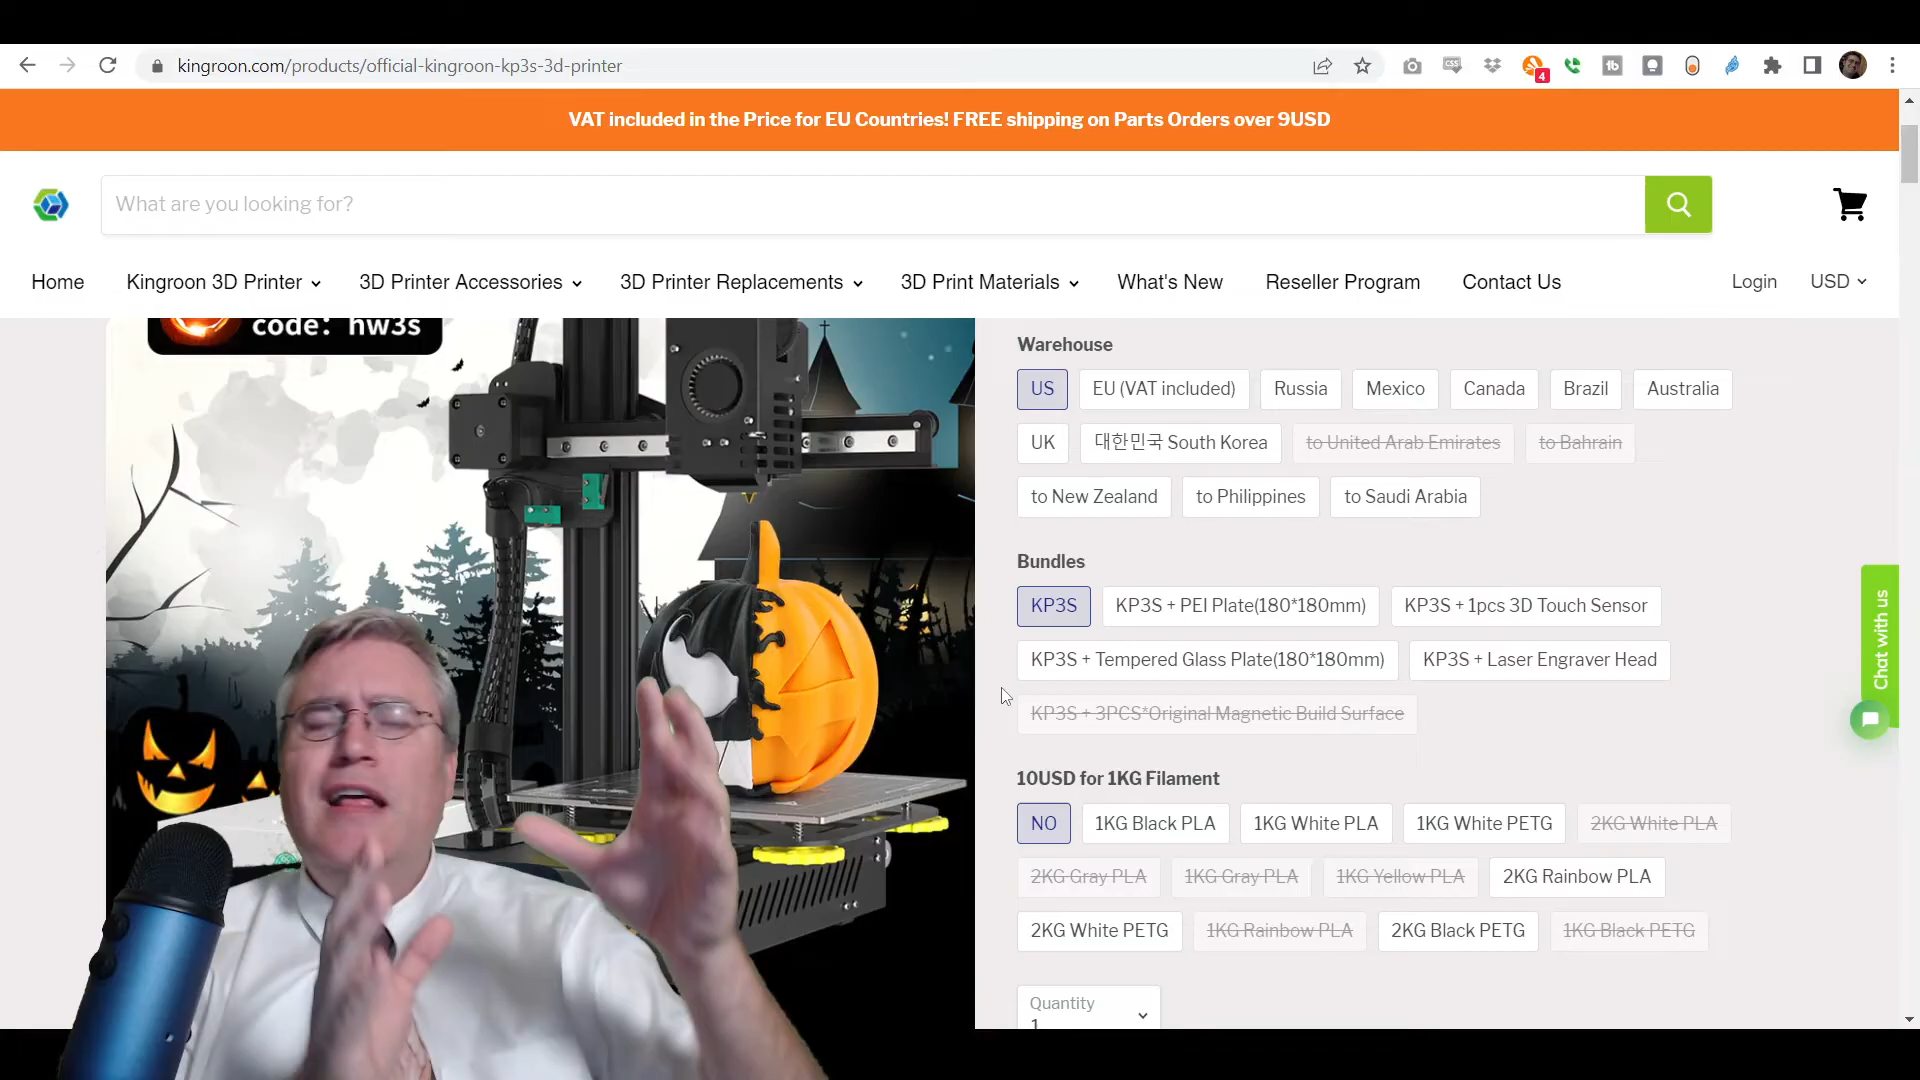 kingroon.com/products/official-kingroon-kp3s-3d-printer
4
VAT included in the Price for EU Countries! FREE shipping on Parts Orders over 9USD
What are you looking for?
Home Kingroon 3D Printer 3D Printer Accessories 3D Printer Replacements 3D Print Materials What's New Reseller Program Contact Us Login USD
code: hw3s
Warehouse
US EU (VAT included) Russia Mexico Canada Brazil Australia
UK 대한민국 South Korea to United Arab Emirates to Bahrain
to New Zealand to Philippines to Saudi Arabia
Bundles
KP3S KP3S + PEI Plate(180*180mm) KP3S + 1pcs 3D Touch Sensor
KP3S + Tempered Glass Plate(180*180mm) KP3S + Laser Engraver Head
KP3S + 3PCS*Original Magnetic Build Surface
Chat with us
10USD for 1KG Filament
NO 1KG Black PLA 1KG White PLA 1KG White PETG 2KG White PLA
2KG Gray PLA 1KG Gray PLA 1KG Yellow PLA 2KG Rainbow PLA
2KG White PETG 1KG Rainbow PLA 2KG Black PETG 1KG Black PETG
Quantity
1